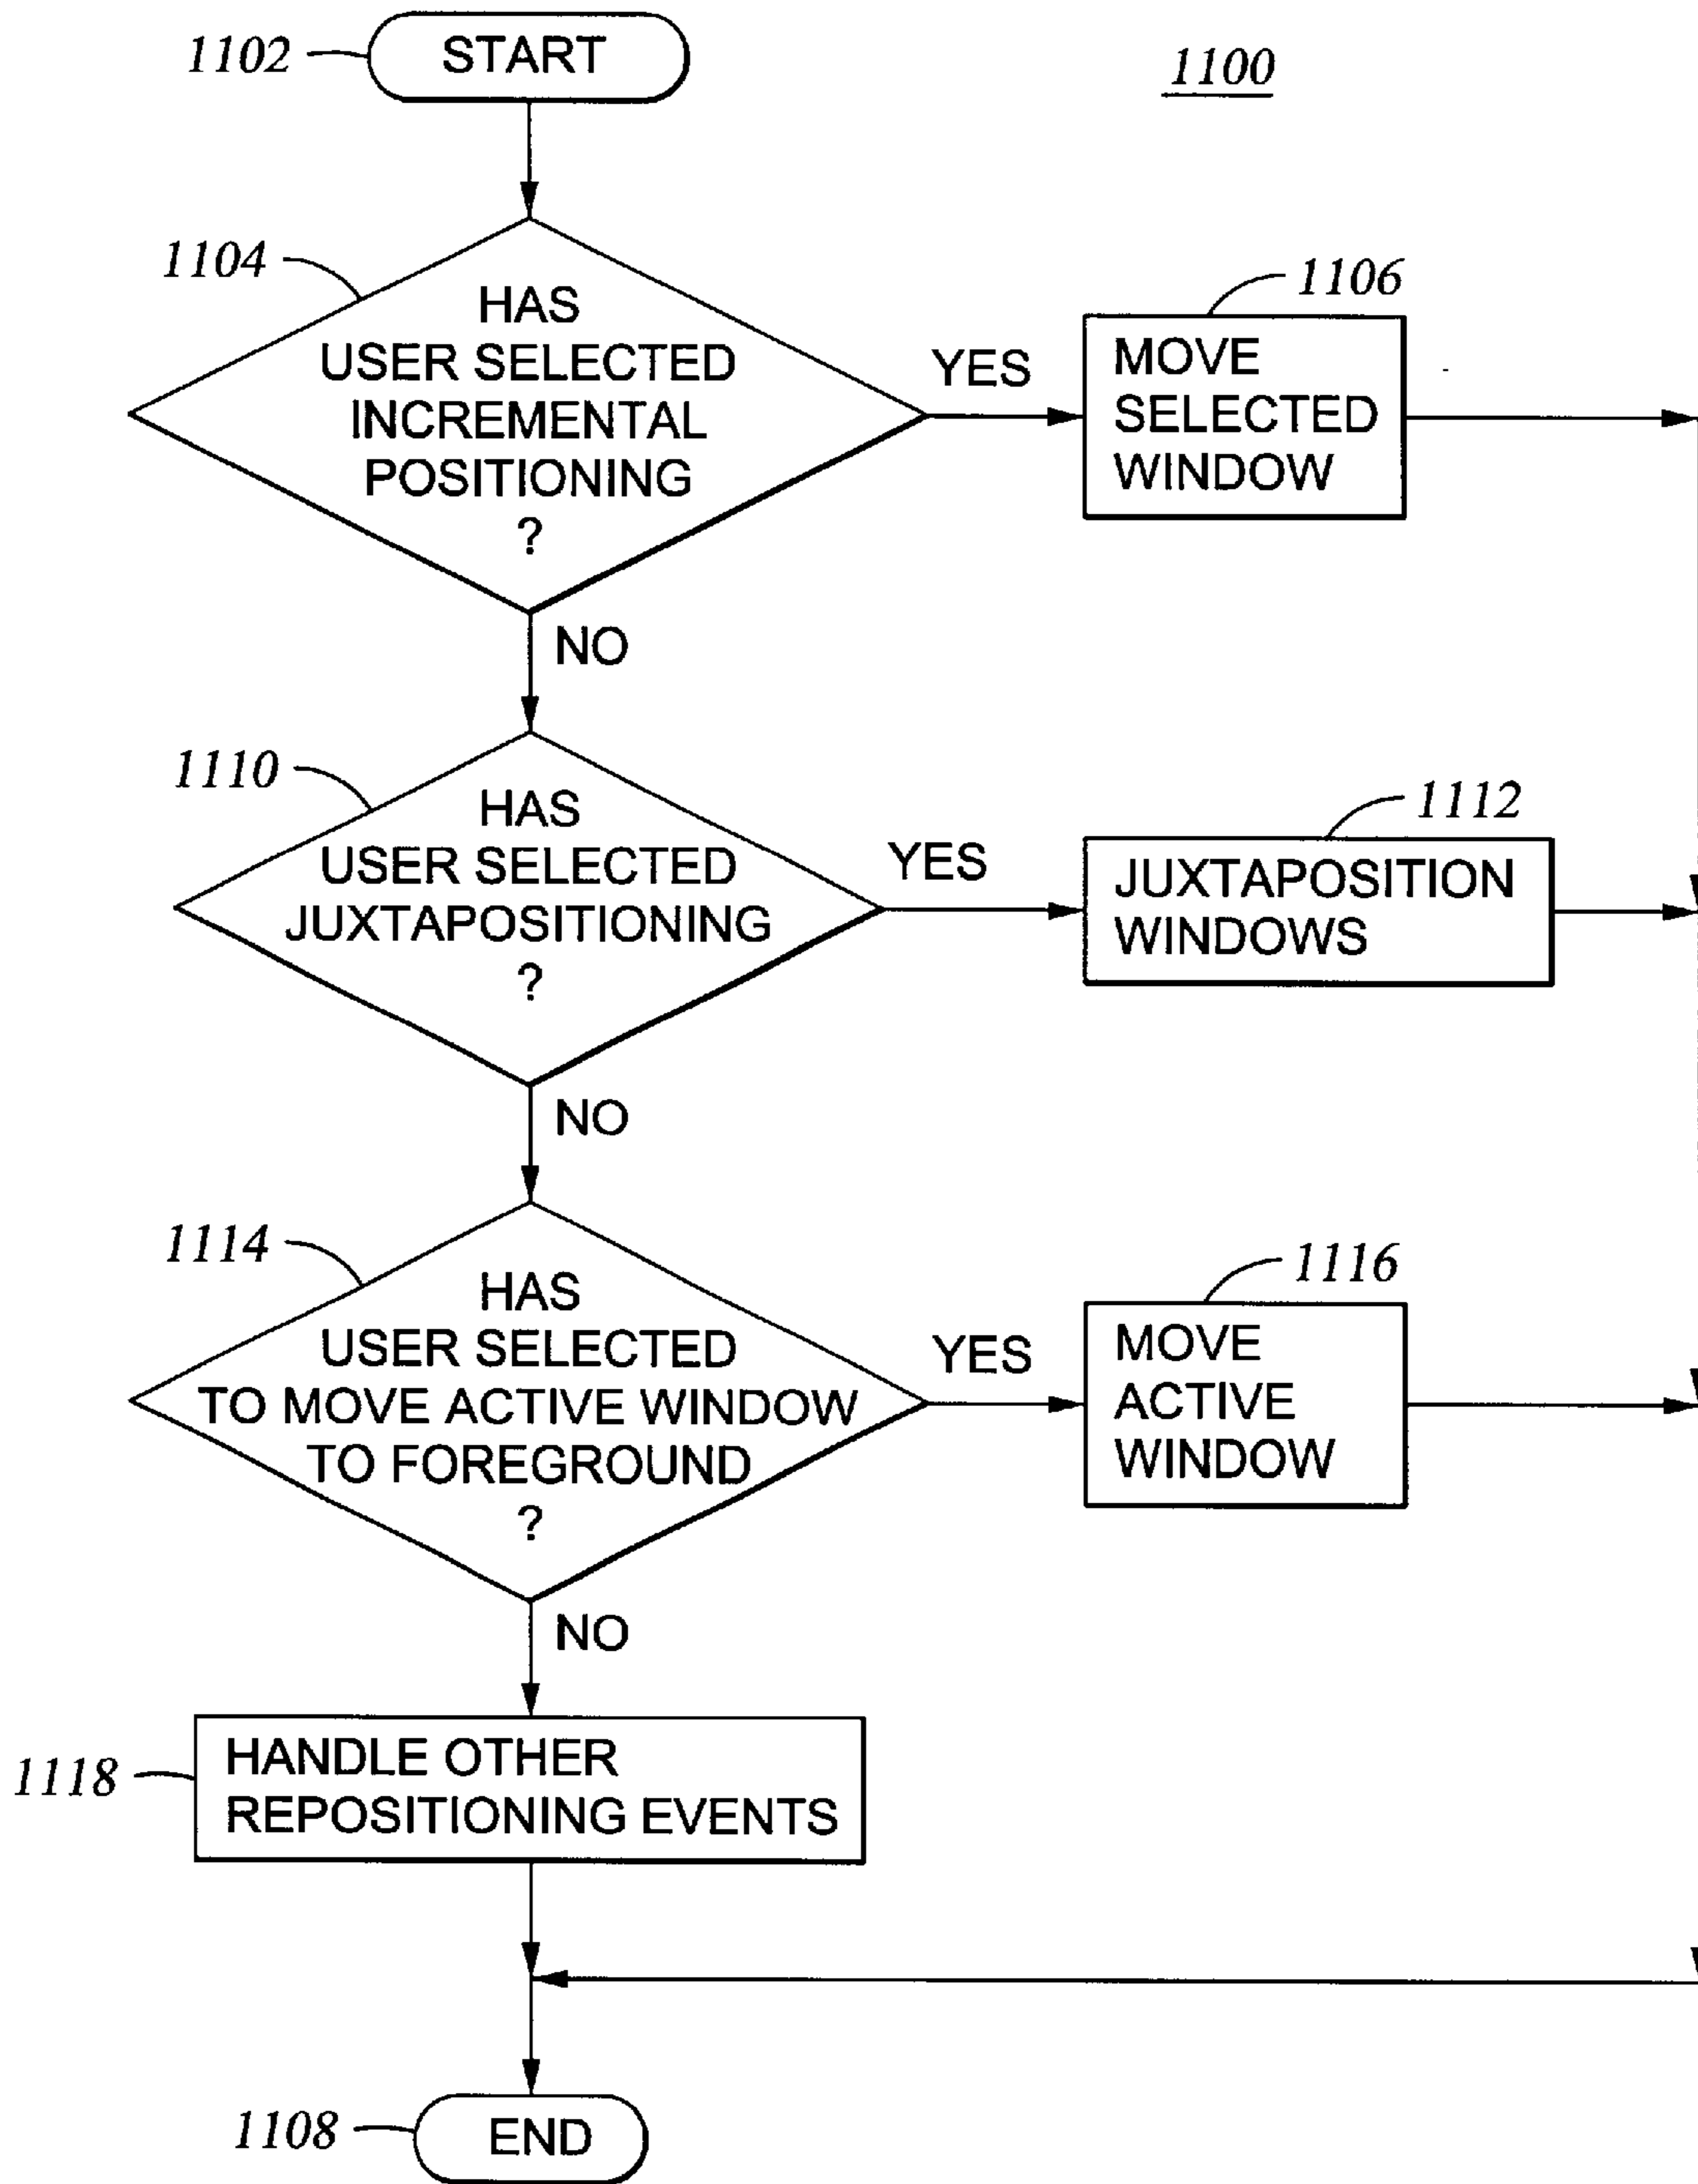 1102
START
1100
1104
HAS
USER SELECTED
INCREMENTAL
POSITIONING
?
YES
1106
MOVE
SELECTED
WINDOW
NO
1110
HAS
USER SELECTED
JUXTAPOSITIONING
?
YES
1112
JUXTAPOSITION
WINDOWS
NO
1114
HAS
USER SELECTED
TO MOVE ACTIVE WINDOW
TO FOREGROUND
?
YES
1116
MOVE
ACTIVE
WINDOW
NO
1118
HANDLE OTHER
REPOSITIONING EVENTS
1108
END